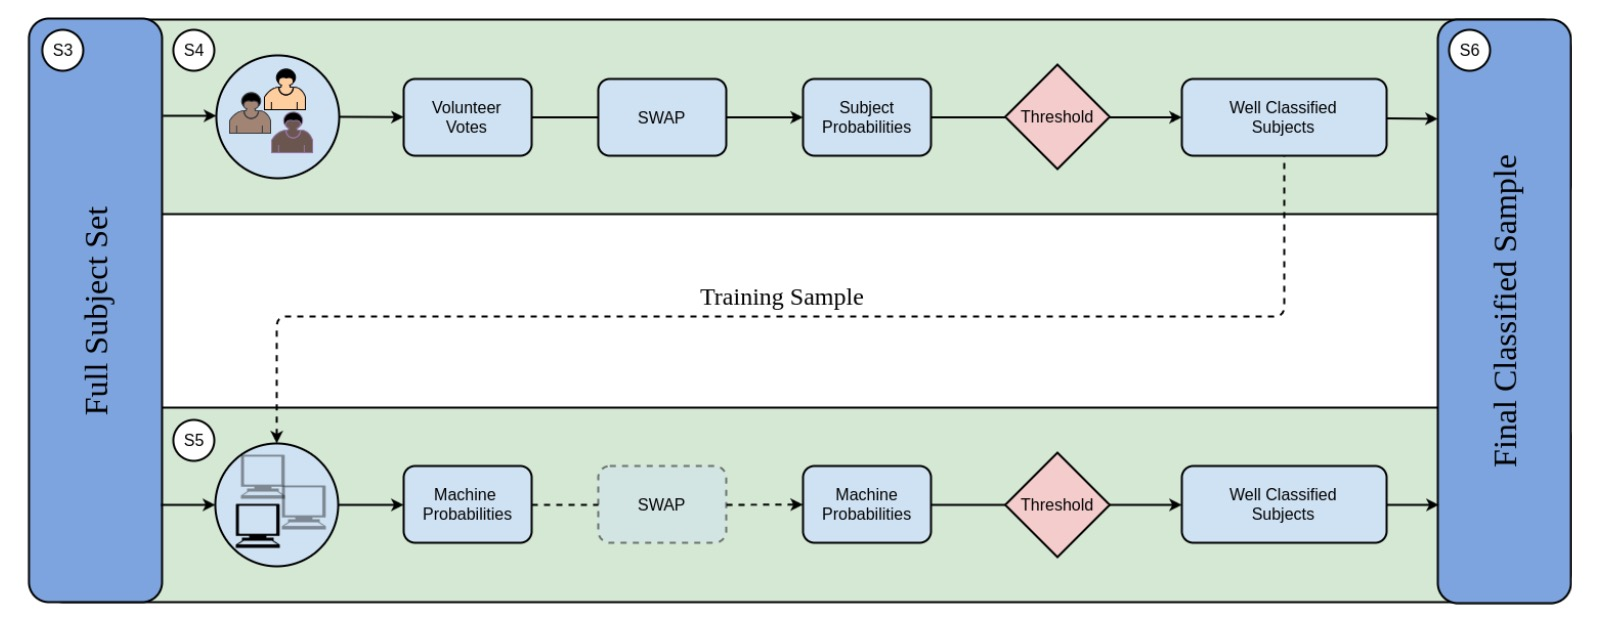 S3
Full Subject Set
S4
Volunteer
Votes
SWAP
Subject
Probabilities
Threshold
Well Classified
Subjects
Training Sample
S5
Machine
Probabilities
SWAP
Machine
Probabilities
Threshold
Well Classified
Subjects
S6
Final Classified Sample